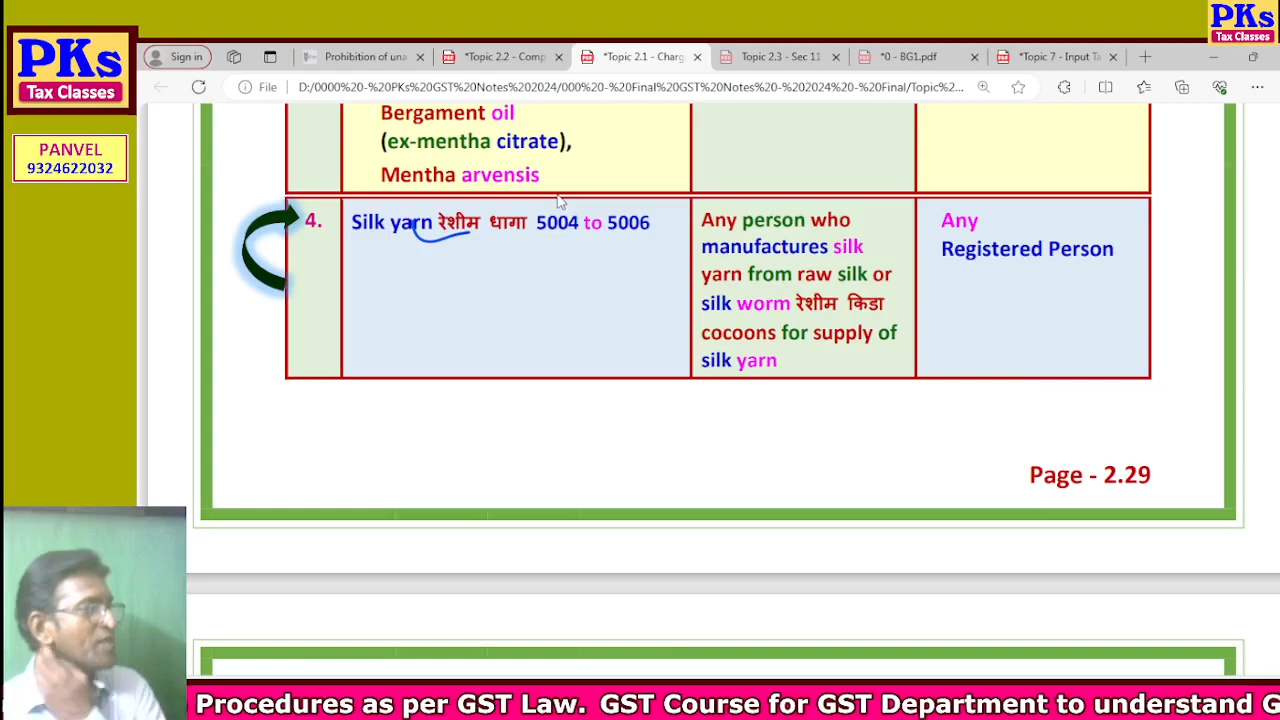 PKs
Tax Classes
PKs
Tax Classes
PANVEL
9324622032
Sign in
Prohibition of una
*Topic 2.2 - Comp
*Topic 2.1 - Charg
Topic 2.3 - Sec 11
*0 - BG1.pdf
*Topic 7 - Input Ta
File
D:/0000%20-%20PKs%20GST%20Notes%202024/000%20-%20Final%20GST%20Notes%202024%20-%20Final/Topic%2...
Bergament oil
(ex-mentha citrate),
Mentha arvensis
4.
Silk yarn रेशीम धागा 5004 to 5006
Any person who
manufactures silk
yarn from raw silk or
silk worm रेशीम किडा
cocoons for supply of
silk yarn
Any
Registered Person
Page - 2.29
Procedures as per GST Law. GST Course for GST Department to understand G